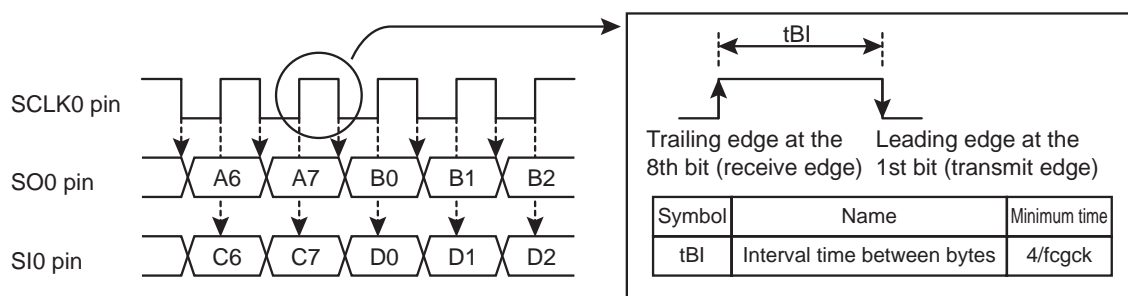 SCLK0 pin
SO0 pin
A6 A7 B0 B1 B2
SI0 pin
C6 C7 D0 D1 D2
tBI
Trailing edge at the
8th bit (receive edge)
Leading edge at the
1st bit (transmit edge)
Symbol Name Minimum time
tBI Interval time between bytes 4/fcgck